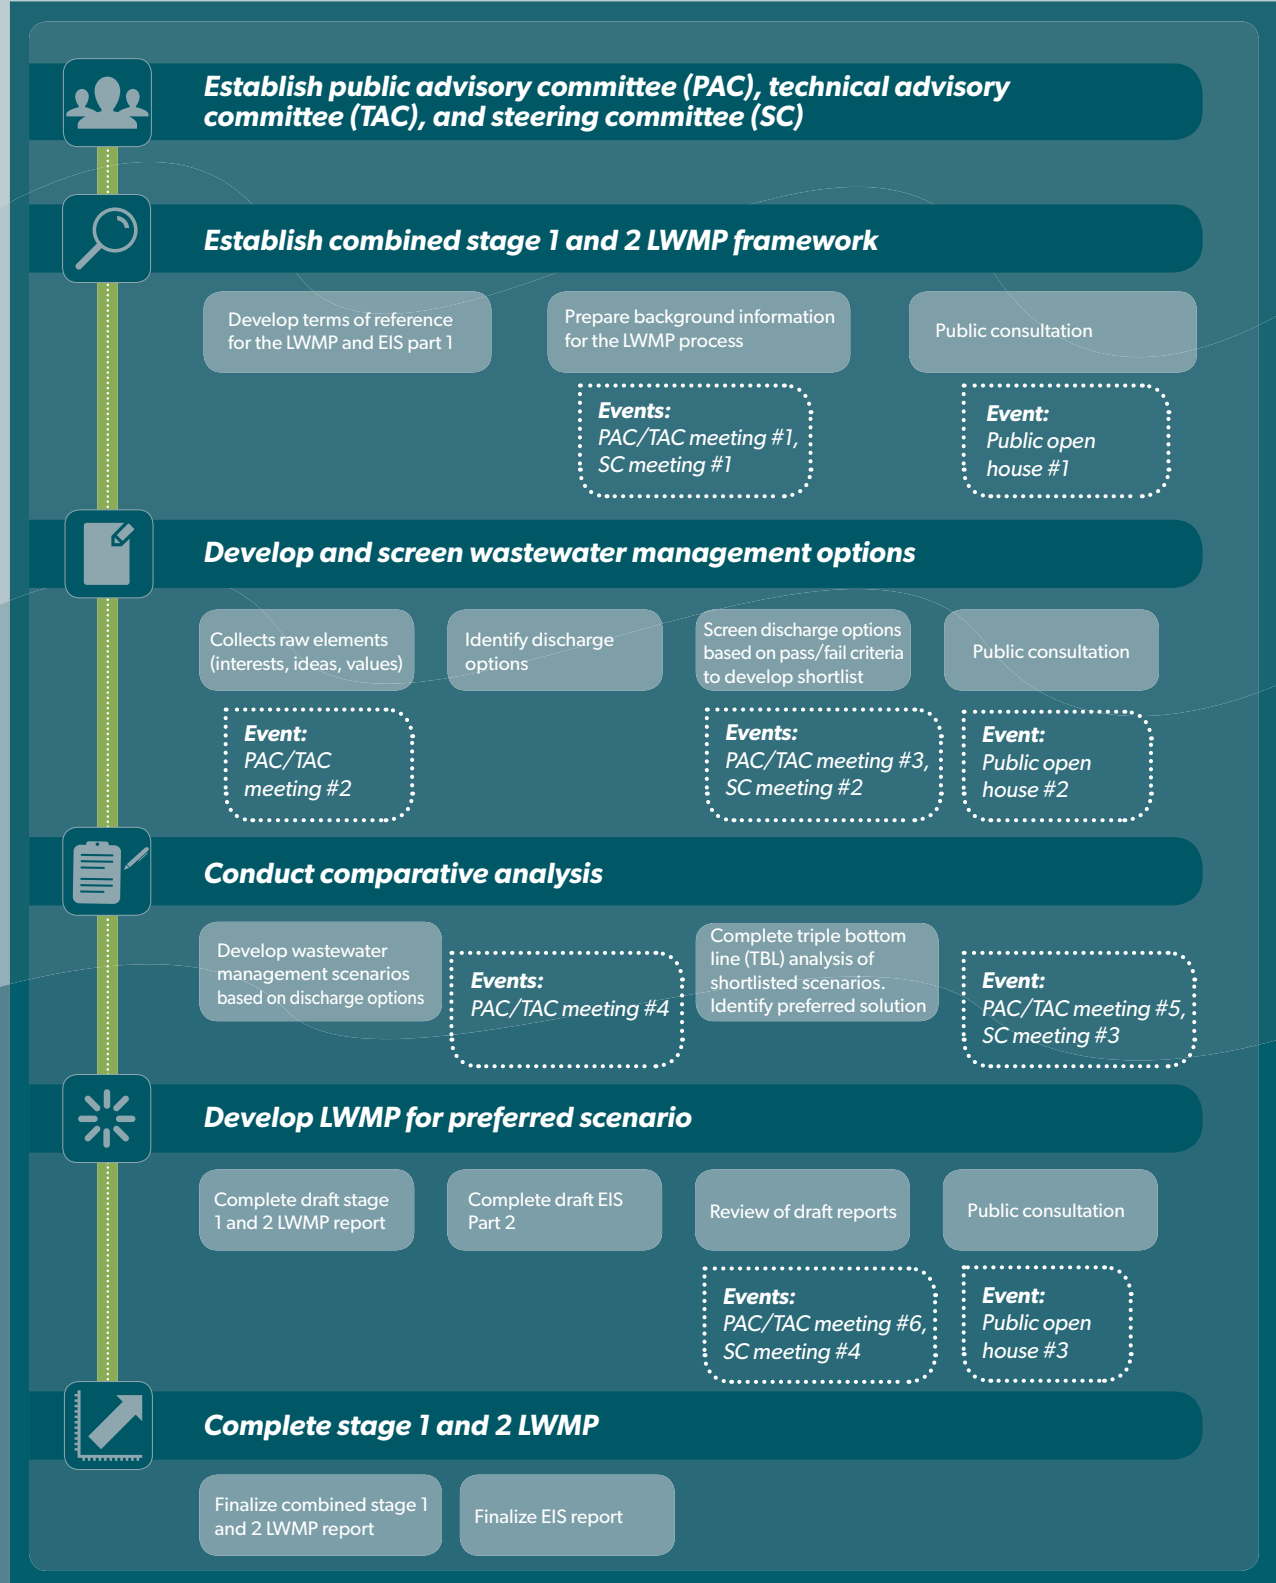 Establish public advisory committee (PAC), technical advisory
committee (TAC), and steering committee (SC)
Establish combined stage 1 and 2 LWMP framework
Develop terms of reference
for the LWMP and EIS part 1
Prepare background information
for the LWMP process
Public consultation
Events:
PAC/TAC meeting #1,
SC meeting #1
Event:
Public open
house #1
Develop and screen wastewater management options
Collects raw elements
(interests, ideas, values)
Identify discharge
options
Screen discharge options
based on pass/fail criteria
to develop shortlist
Public consultation
Event:
PAC/TAC
meeting #2
Events:
PAC/TAC meeting #3,
SC meeting #2
Event:
Public open
house #2
Conduct comparative analysis
Develop wastewater
management scenarios
based on discharge options
Events:
PAC/TAC meeting #4
Complete triple bottom
line (TBL) analysis of
shortlisted scenarios.
Identify preferred solution
Event:
PAC/TAC meeting #5,
SC meeting #3
Develop LWMP for preferred scenario
Complete draft stage
1 and 2 LWMP report
Complete draft EIS
Part 2
Review of draft reports
Public consultation
Events:
PAC/TAC meeting #6,
SC meeting #4
Event:
Public open
house #3
Complete stage 1 and 2 LWMP
Finalize combined stage 1
and 2 LWMP report
Finalize EIS report